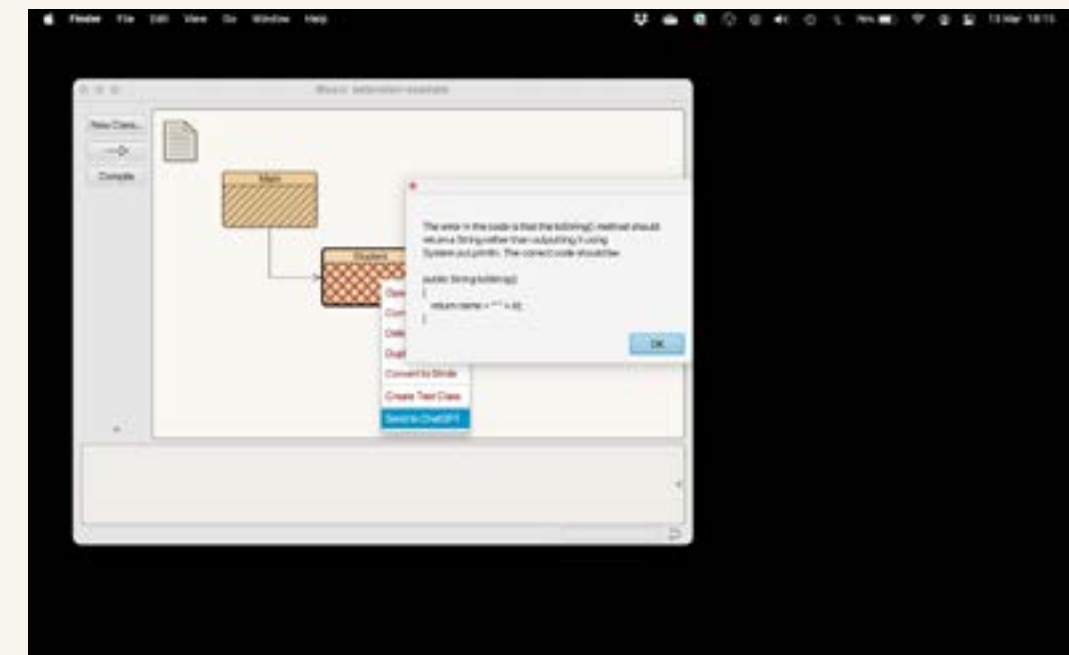 Finder File Edit View Go Window Help
13 Mar 18:15
BlueJ: extension-example
New Class...
Compile
Main
Student
The error in the code is that the toString() method should
return a String rather than outputting it using
System.out.println. The correct code should be:
public String toString()
{
return name + " " + id;
}
OK
Convert to Stride
Create Test Class
Send to ChatGPT